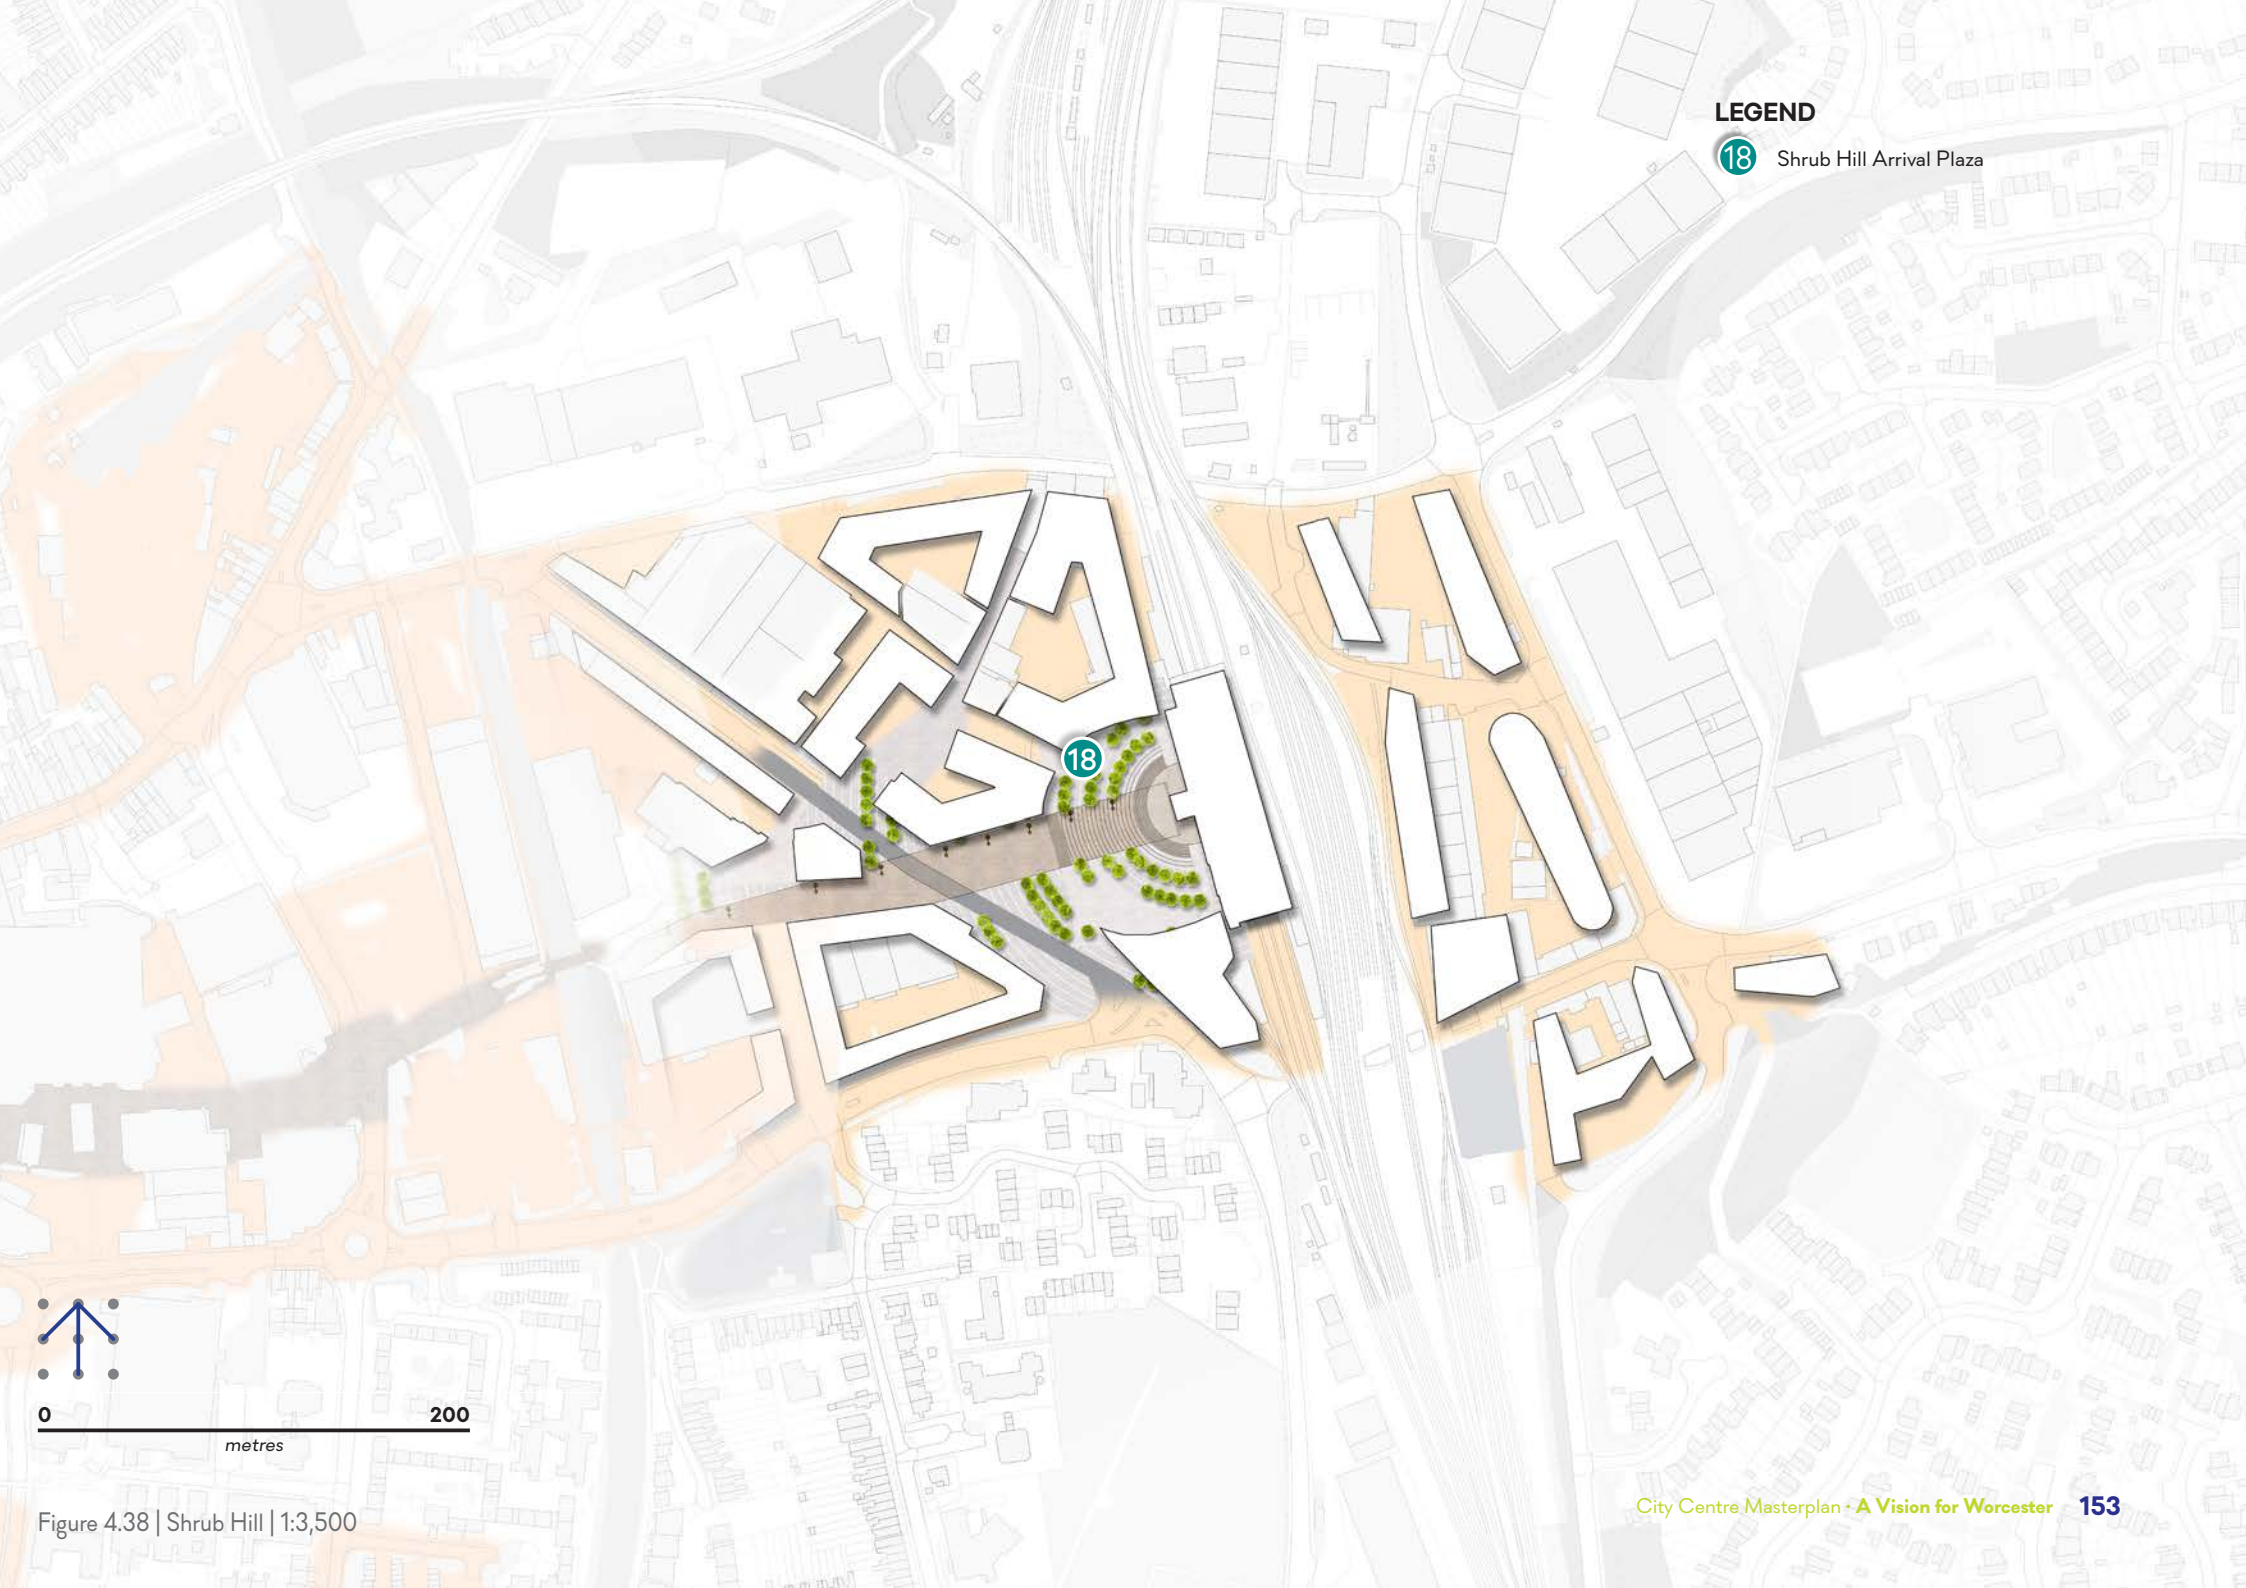 LEGEND
18 Shrub Hill Arrival Plaza
18
0 200
metres
Figure 4.38 | Shrub Hill | 1:3,500
City Centre Masterplan · A Vision for Worcester 153